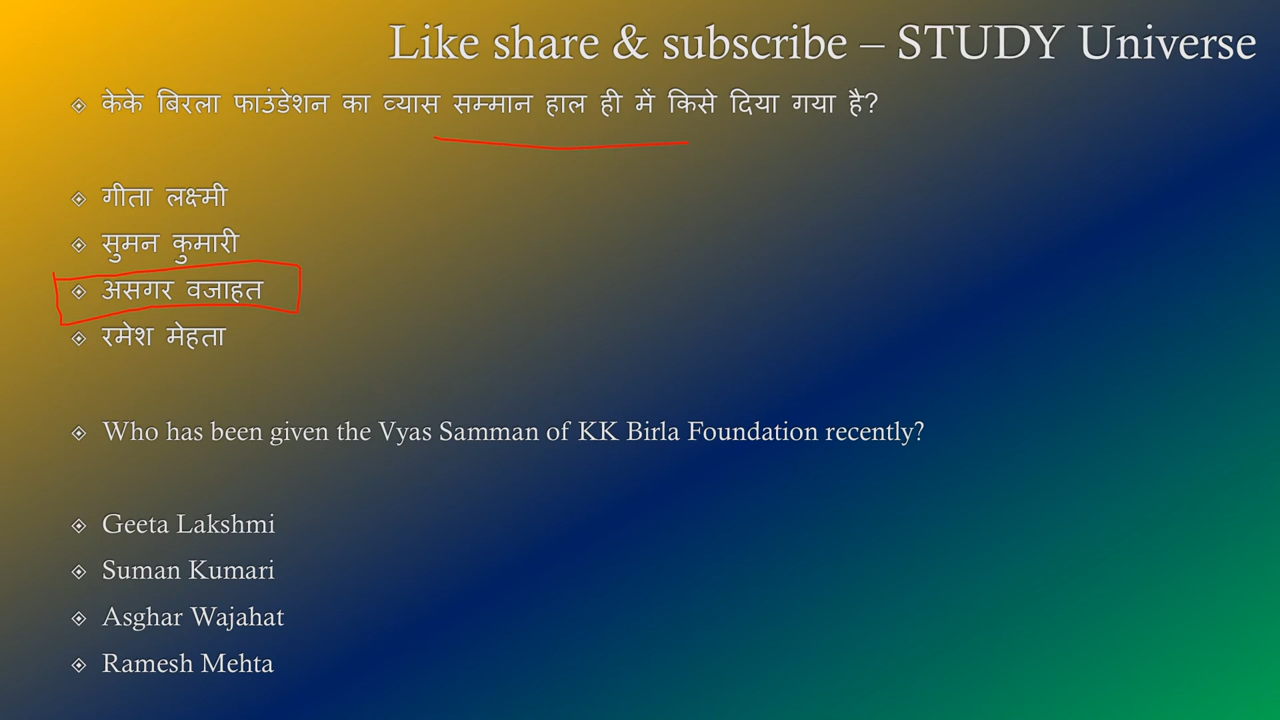 Like share & subscribe – STUDY Universe
केके बिरला फाउंडेशन का व्यास सम्मान हाल ही में किसे दिया गया है?
गीता लक्ष्मी
सुमन कुमारी
असगर वजाहत
रमेश मेहता
Who has been given the Vyas Samman of KK Birla Foundation recently?
Geeta Lakshmi
Suman Kumari
Asghar Wajahat
Ramesh Mehta